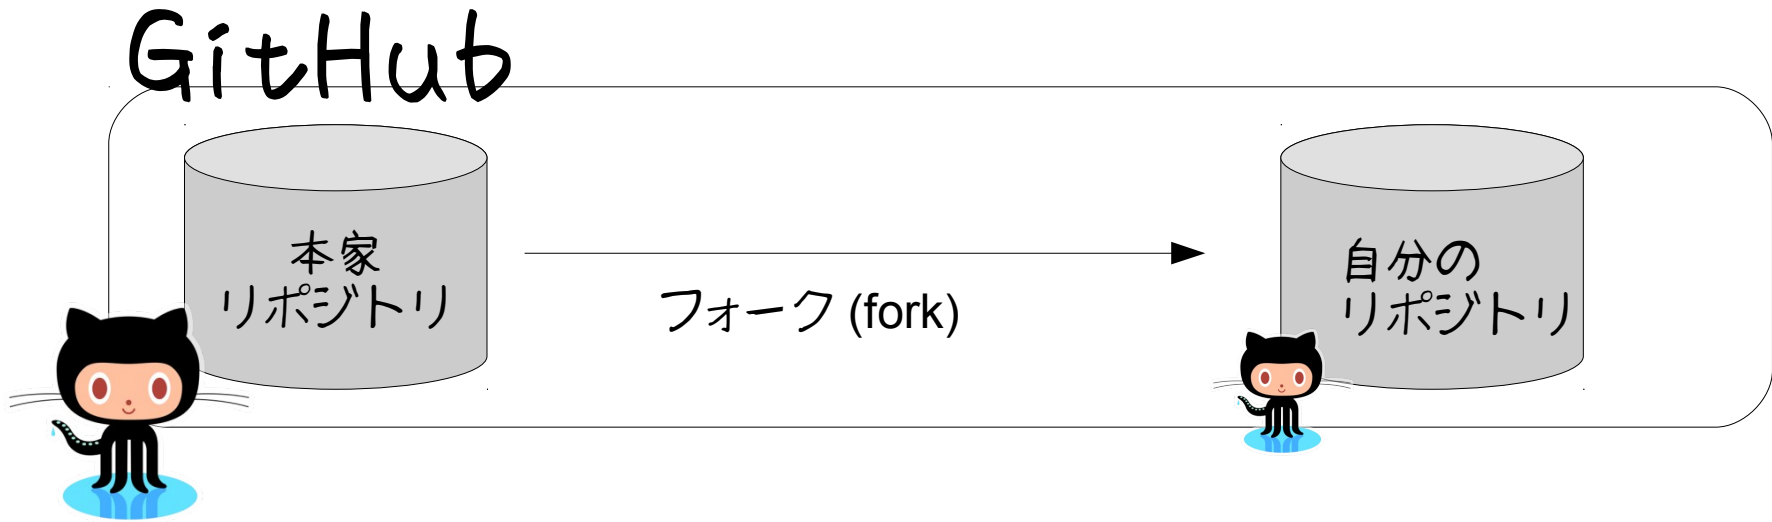 GitHub
本家
リポジトリ
フォーク (fork)
自分の
リポジトリ